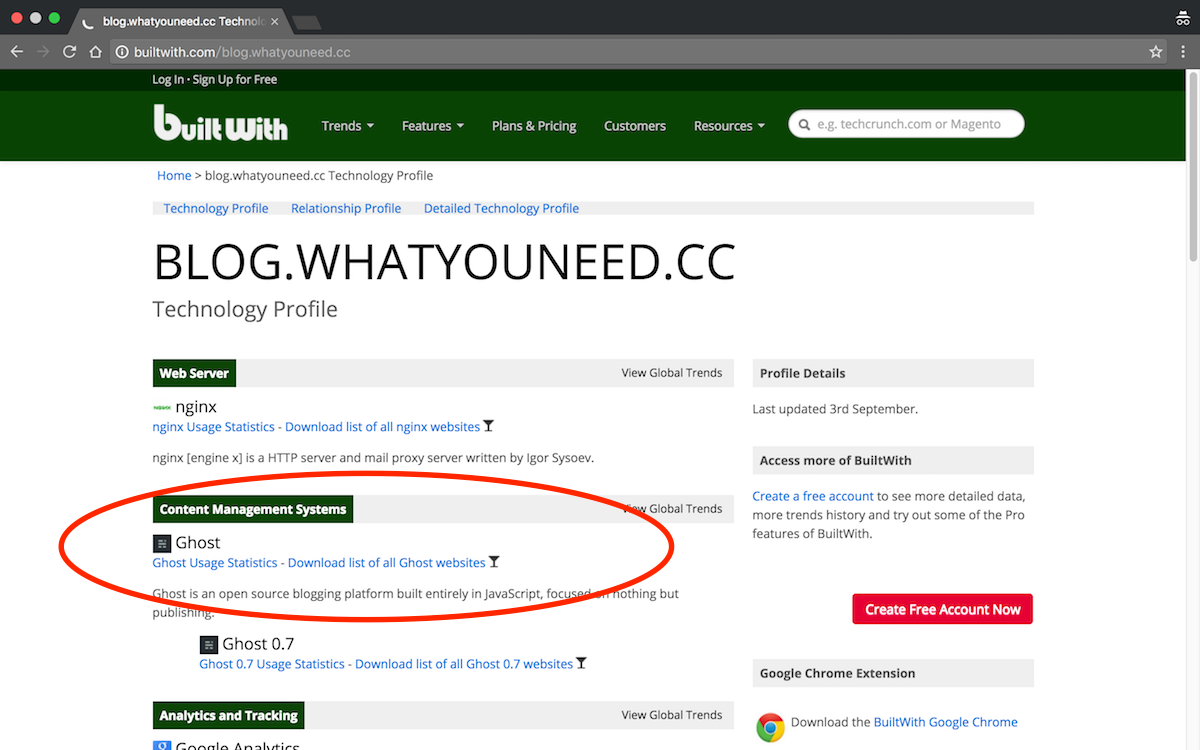 blog.whatyouneed.cc Technolo
builtwith.com/blog.whatyouneed.cc
Log In · Sign Up for Free
Built With
Trends
Features
Plans & Pricing
Customers
Resources
e.g. techcrunch.com or Magento
Home > blog.whatyouneed.cc Technology Profile
Technology Profile
Relationship Profile
Detailed Technology Profile
BLOG.WHATYOUNEED.CC
Technology Profile
Web Server
View Global Trends
nginx
nginx Usage Statistics - Download list of all nginx websites
nginx [engine x] is a HTTP server and mail proxy server written by Igor Sysoev.
Content Management Systems
View Global Trends
Ghost
Ghost Usage Statistics - Download list of all Ghost websites
Ghost is an open source blogging platform built entirely in JavaScript, focused on nothing but
publishing.
Ghost 0.7
Ghost 0.7 Usage Statistics - Download list of all Ghost 0.7 websites
Analytics and Tracking
View Global Trends
Google Analytics
Profile Details
Last updated 3rd September.
Access more of BuiltWith
Create a free account to see more detailed data,
more trends history and try out some of the Pro
features of BuiltWith.
Create Free Account Now
Google Chrome Extension
Download the BuiltWith Google Chrome